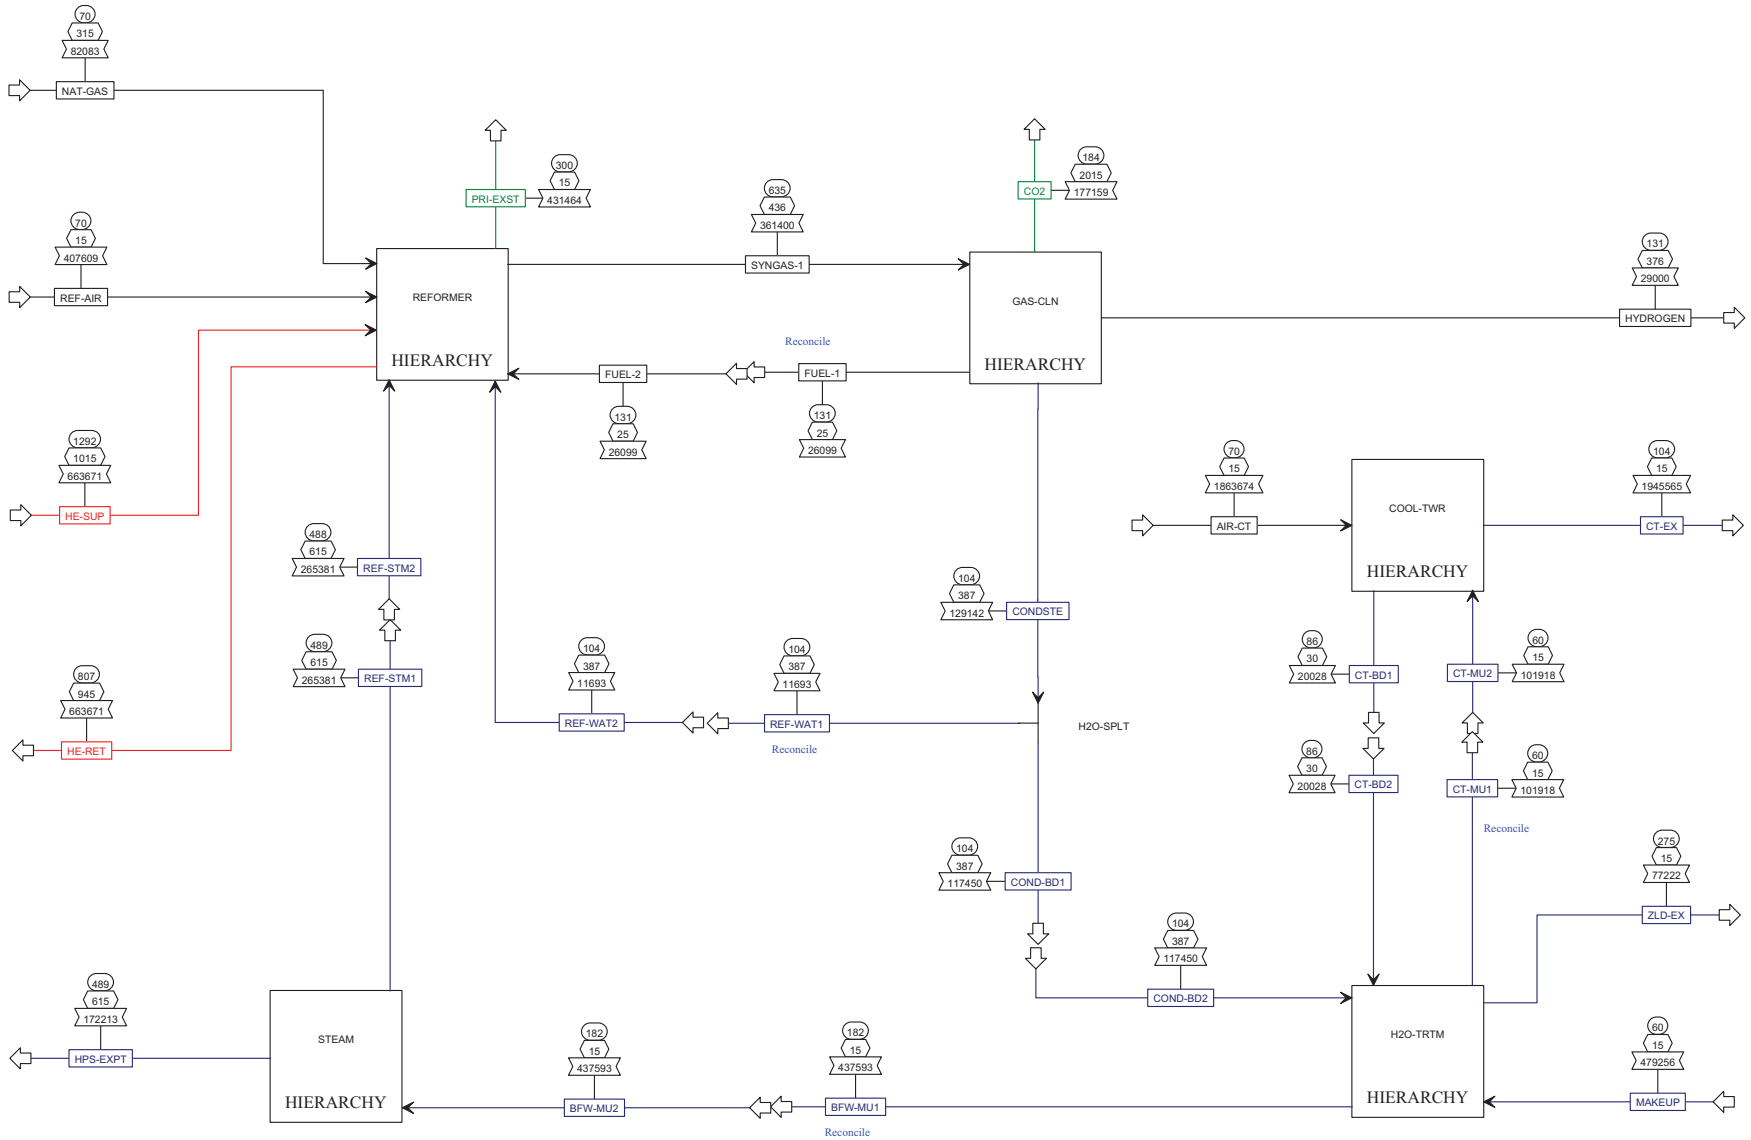 70
315
82083
NAT-GAS
70
15
407609
REF-AIR
300
15
431464
PRI-EXST
635
436
361400
SYNGAS-1
184
2015
177159
CO2
131
376
29000
HYDROGEN
REFORMER
HIERARCHY
GAS-CLN
HIERARCHY
Reconcile
FUEL-2
131
25
26099
FUEL-1
131
25
26099
1292
1015
663671
HE-SUP
70
15
1863674
AIR-CT
COOL-TWR
HIERARCHY
104
15
1945565
CT-EX
488
615
265381
REF-STM2
489
615
265381
REF-STM1
104
387
129142
CONDSTE
86
30
20028
CT-BD1
60
15
101918
CT-MU2
807
945
663671
HE-RET
104
387
11693
REF-WAT2
104
387
11693
REF-WAT1
Reconcile
H2O-SPLT
86
30
20028
CT-BD2
60
15
101918
CT-MU1
Reconcile
104
387
117450
COND-BD1
104
387
117450
COND-BD2
275
15
77222
ZLD-EX
489
615
172213
HPS-EXPT
STEAM
HIERARCHY
182
15
437593
BFW-MU2
182
15
437593
BFW-MU1
Reconcile
H2O-TRTM
HIERARCHY
60
15
479256
MAKEUP